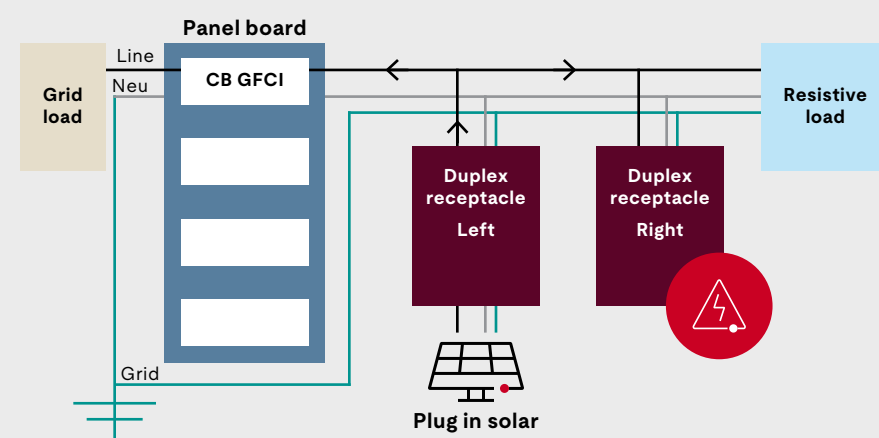 Panel board
Line
Neu
Grid
load
CB GFCI
Resistive
load
Duplex
receptacle
Left
Duplex
receptacle
Right
Grid
Plug in solar